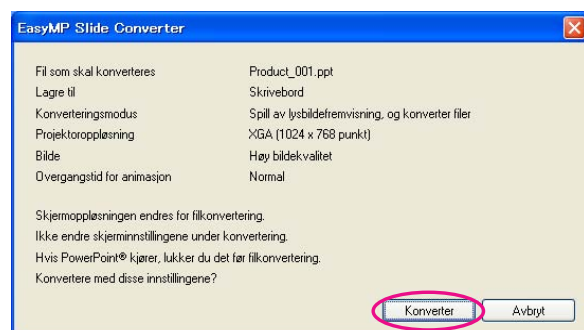 EasyMP Slide Converter
Fil som skal konverteres Product_001.ppt
Lagre til Skrivebord
Konverteringsmodus Spill av lysbildefremvisning, og konverter filer
Projektoroppløsning XGA (1024 x 768 punkt)
Bilde Høy bildekvalitet
Overgangstid for animasjon Normal
Skjermoppløsningen endres for filkonvertering.
Ikke endre skjerminnstillingene under konvertering.
Hvis PowerPoint® kjører, lukker du det før filkonvertering.
Konvertere med disse innstillingene?
Konverter Avbryt